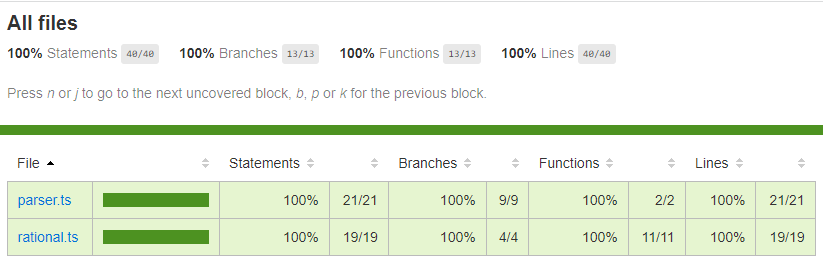 All files
100% Statements 40/40 100% Branches 13/13 100% Functions 13/13 100% Lines 40/40
Press n or j to go to the next uncovered block, b, p or k for the previous block.
File Statements Branches Functions Lines
parser.ts 100% 21/21 100% 9/9 100% 2/2 100% 21/21
rational.ts 100% 19/19 100% 4/4 100% 11/11 100% 19/19